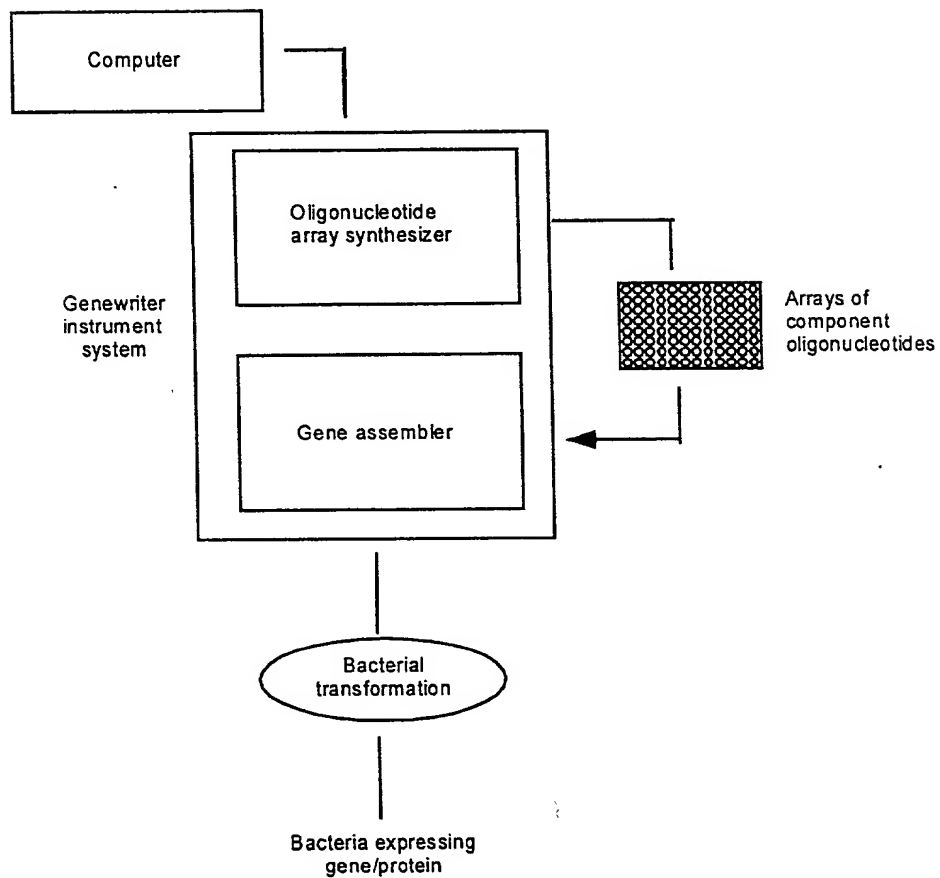 Computer
Oligonucleotide
array synthesizer
Genewriter
instrument
system
Arrays of
component
oligonucleotides
Gene assembler
Bacterial
transformation
Bacteria expressing
gene/protein